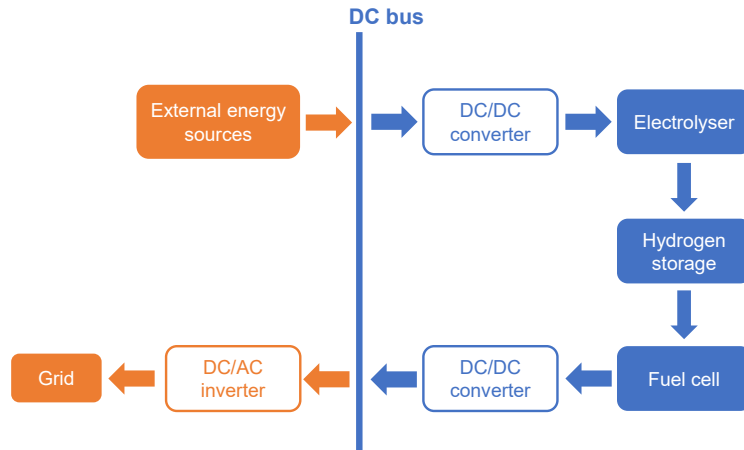 DC bus
External energy
sources
DC/DC
converter
Electrolyser
Hydrogen
storage
Grid
DC/AC
inverter
DC/DC
converter
Fuel cell